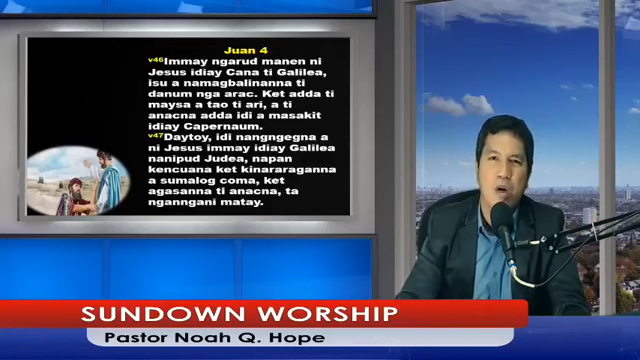 Juan 4
v46Immay ngarud manen ni
Jesus idiay Cana ti Galilea,
isu a namagbalinanna ti
danum nga arac. Ket adda ti
maysa a tao ti ari, a ti
anacna adda idi a masakit
idiay Capernaum.
v47Daytoy, idi nangngegna a
ni Jesus immay idiay Galilea
nanipud Judea, napan
kencuana ket kinararaganna
a sumalog coma, ket
agasanna ti anacna, ta
nganngani matay.
SUNDOWN WORSHIP
Pastor Noah Q. Hope